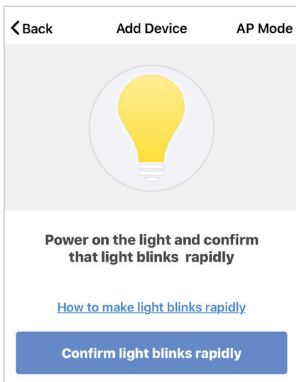 Back Add Device AP Mode
Power on the light and confirm
that light blinks rapidly
How to make light blinks rapidly
Confirm light blinks rapidly